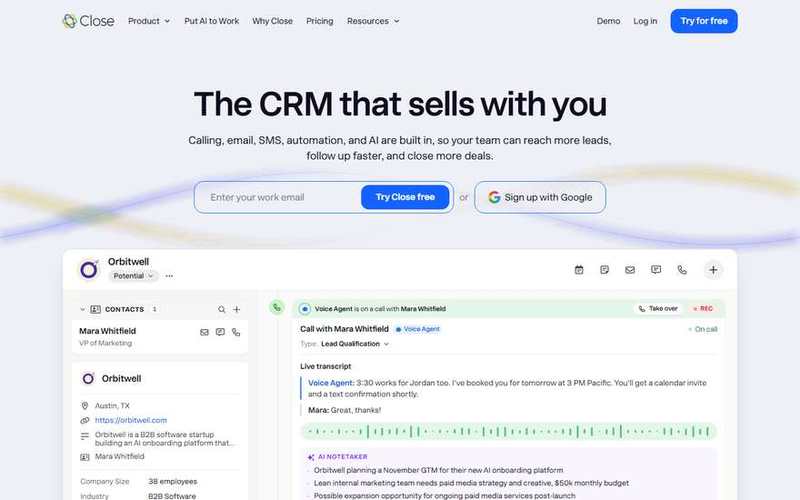 Close Product Put AI to Work Why Close Pricing Resources Demo Log in Try for free
The CRM that sells with you
Calling, email, SMS, automation, and AI are built in, so your team can reach more leads,
follow up faster, and close more deals.
Enter your work email Try Close free or Sign up with Google
Orbitwell
Potential
CONTACTS 1
Mara Whitfield
VP of Marketing
Orbitwell
Austin, TX
https://orbitwell.com
Orbitwell is a B2B software startup
building an AI onboarding platform that...
Mara Whitfield
Company Size 38 employees
Industry B2B Software
Voice Agent is on a call with Mara Whitfield Take over REC
Call with Mara Whitfield Voice Agent On call
Type: Lead Qualification
Live transcript
Voice Agent: 3:30 works for Jordan too. I've booked you for tomorrow at 3 PM Pacific. You'll get a calendar invite
and a text confirmation shortly.
Mara: Great, thanks!
AI NOTETAKER
· Orbitwell planning a November GTM for their new AI onboarding platform
· Lean internal marketing team needs paid media strategy and creative, $50k monthly budget
· Possible expansion opportunity for ongoing paid media services post-launch